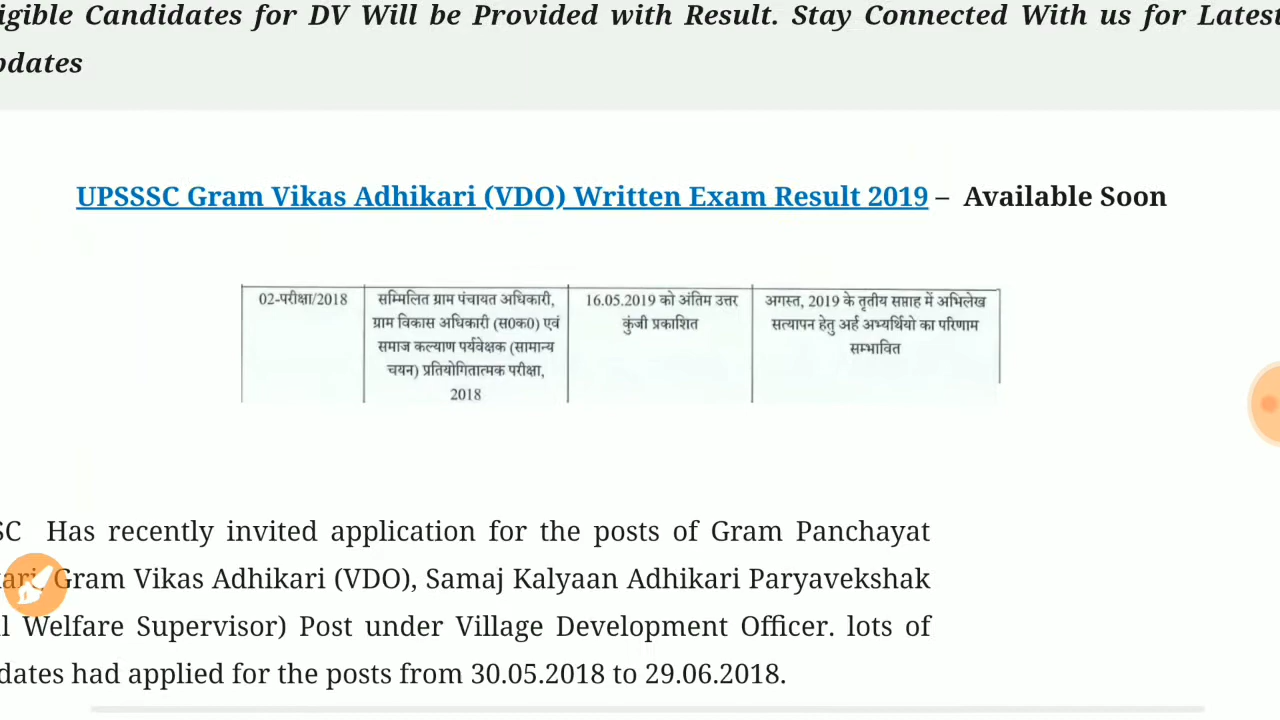 igible Candidates for DV Will be Provided with Result. Stay Connected With us for Latest
pdates
UPSSSC Gram Vikas Adhikari (VDO) Written Exam Result 2019 – Available Soon
02-परीक्षा/2018
सम्मिलित ग्राम पंचायत अधिकारी,
ग्राम विकास अधिकारी (स0क0) एवं
समाज कल्याण पर्यवेक्षक (सामान्य
चयन) प्रतियोगितात्मक परीक्षा,
2018
16.05.2019 को अंतिम उत्तर
कुंजी प्रकाशित
अगस्त, 2019 के तृतीय सप्ताह में अभिलेख
सत्यापन हेतु अर्ह अभ्यर्थियो का परिणाम
सम्भावित
SC Has recently invited application for the posts of Gram Panchayat
ari, Gram Vikas Adhikari (VDO), Samaj Kalyaan Adhikari Paryavekshak
l Welfare Supervisor) Post under Village Development Officer. lots of
dates had applied for the posts from 30.05.2018 to 29.06.2018.